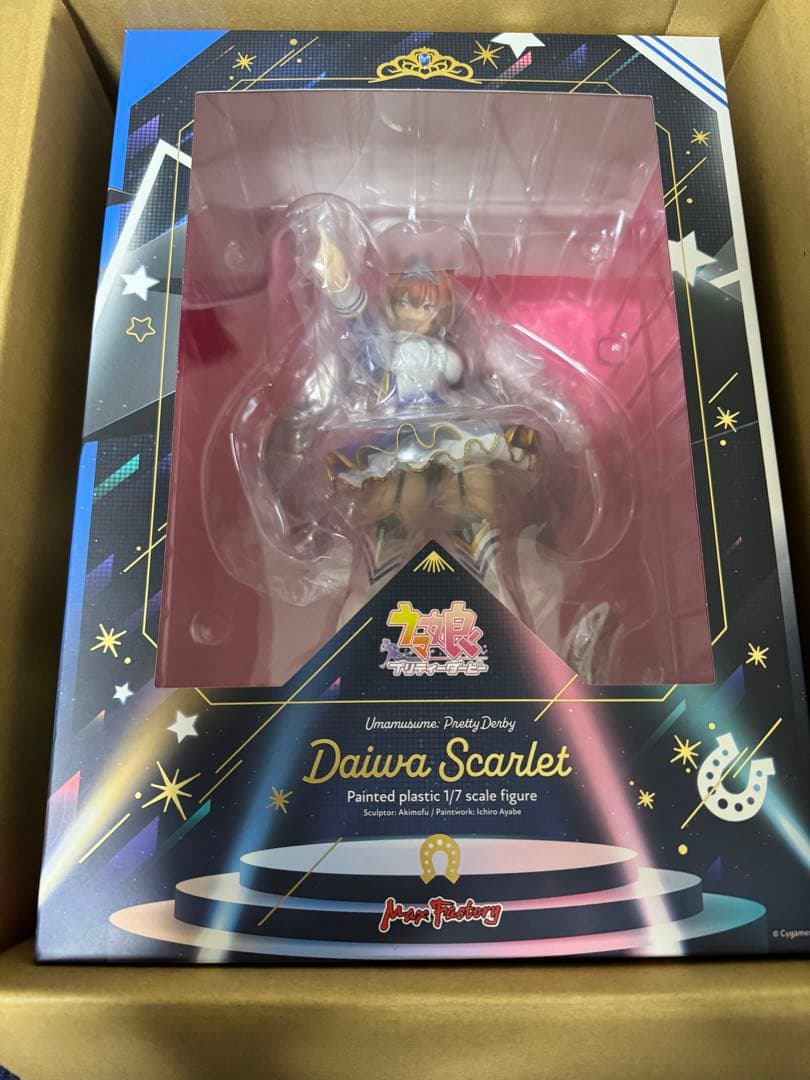 ウマ娘
プリティーダービー
Umamusume: Pretty Derby
Daiwa Scarlet
Painted plastic 1/7 scale figure
Sculptor: Akimofu / Paintwork: Ichiro Ayabe
Max Factory
© Cygames